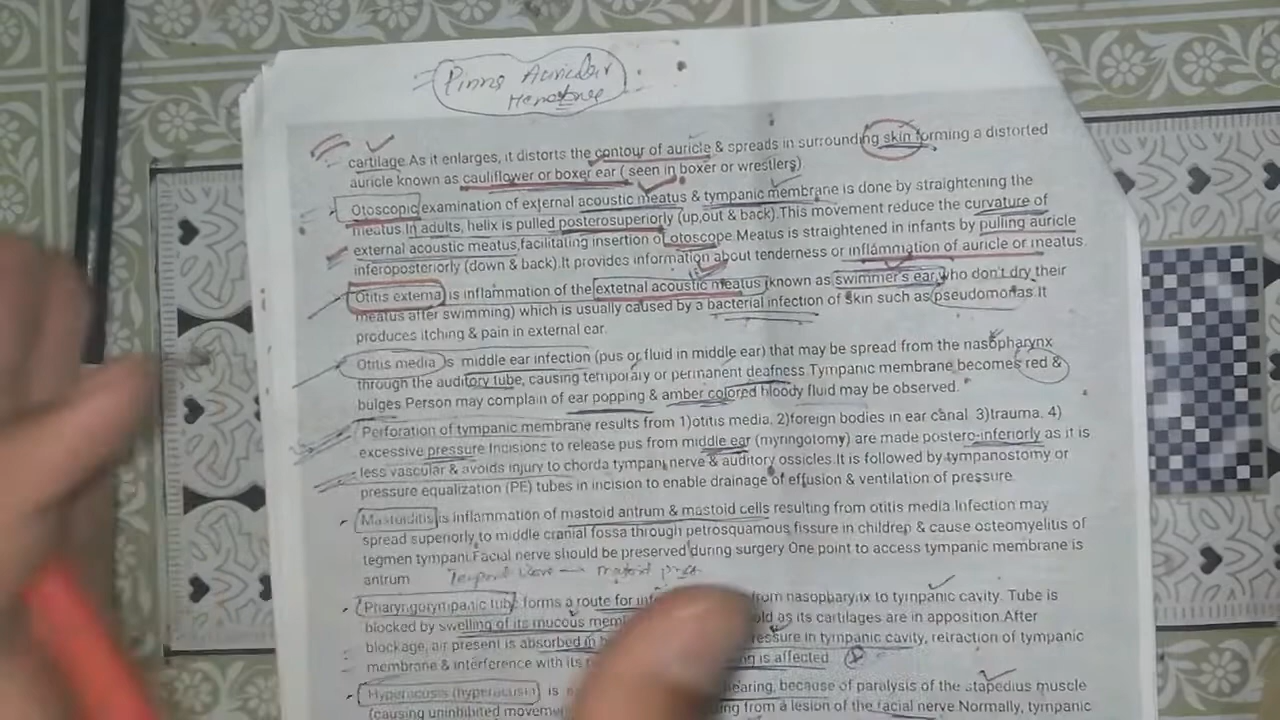 Pinna Auricular
cartilage.As it enlarges, it distorts the contour of auricle & spreads in surrounding skin forming a distorted
auricle known as cauliflower or boxer ear ( seen in boxer or wrestlers).
Otoscopic examination of external acoustic meatus & tympanic membrane is done by straightening the
meatus.In adults, helix is pulled posterosuperiorly (up,out & back).This movement reduce the curvature of
external acoustic meatus,facilitating insertion of otoscope.Meatus is straightened in infants by pulling auricle
inferoposteriorly (down & back).It provides information about tenderness or inflammation of auricle or meatus.
Otitis externa is inflammation of the extetnal acoustic meatus (known as swimmer's ear, who don't dry their
meatus after swimming) which is usually caused by a bacterial infection of skin such as pseudomonas.It
produces itching & pain in external ear.
Otitis media is middle ear infection (pus or fluid in middle ear) that may be spread from the nasopharynx
through the auditory tube, causing temporary or permanent deafness.Tympanic membrane becomes red &
bulges.Person may complain of ear popping & amber colored bloody fluid may be observed.
Perforation of tympanic membrane results from 1)otitis media. 2)foreign bodies in ear canal. 3)trauma. 4)
excessive pressure.Incisions to release pus from middle ear (myringotomy) are made postero-inferiorly as it is
less vascular & avoids injury to chorda tympani nerve & auditory ossicles.It is followed by tympanostomy or
pressure equalization (PE) tubes in incision to enable drainage of effusion & ventilation of pressure
Mastoiditis is inflammation of mastoid antrum & mastoid cells resulting from otitis media.Infection may
spread superiorly to middle cranial fossa through petrosquamous fissure in children & cause osteomyelitis of
tegmen tympani.Facial nerve should be preserved during surgery.One point to access tympanic membrane is
antrum
Pharyngotympanic tube forms a route for from nasopharynx to tympanic cavity. Tube is
blocked by swelling of its mucous as its cartilages are in apposition.After
blockage, air present is absorbed in pressure in tympanic cavity, retraction of tympanic
membrane & interference with its is affected
Hyperacusis (hyperacusia) is hearing, because of paralysis of the stapedius muscle
(causing uninhibited from a lesion of the facial nerve.Normally, tympanic